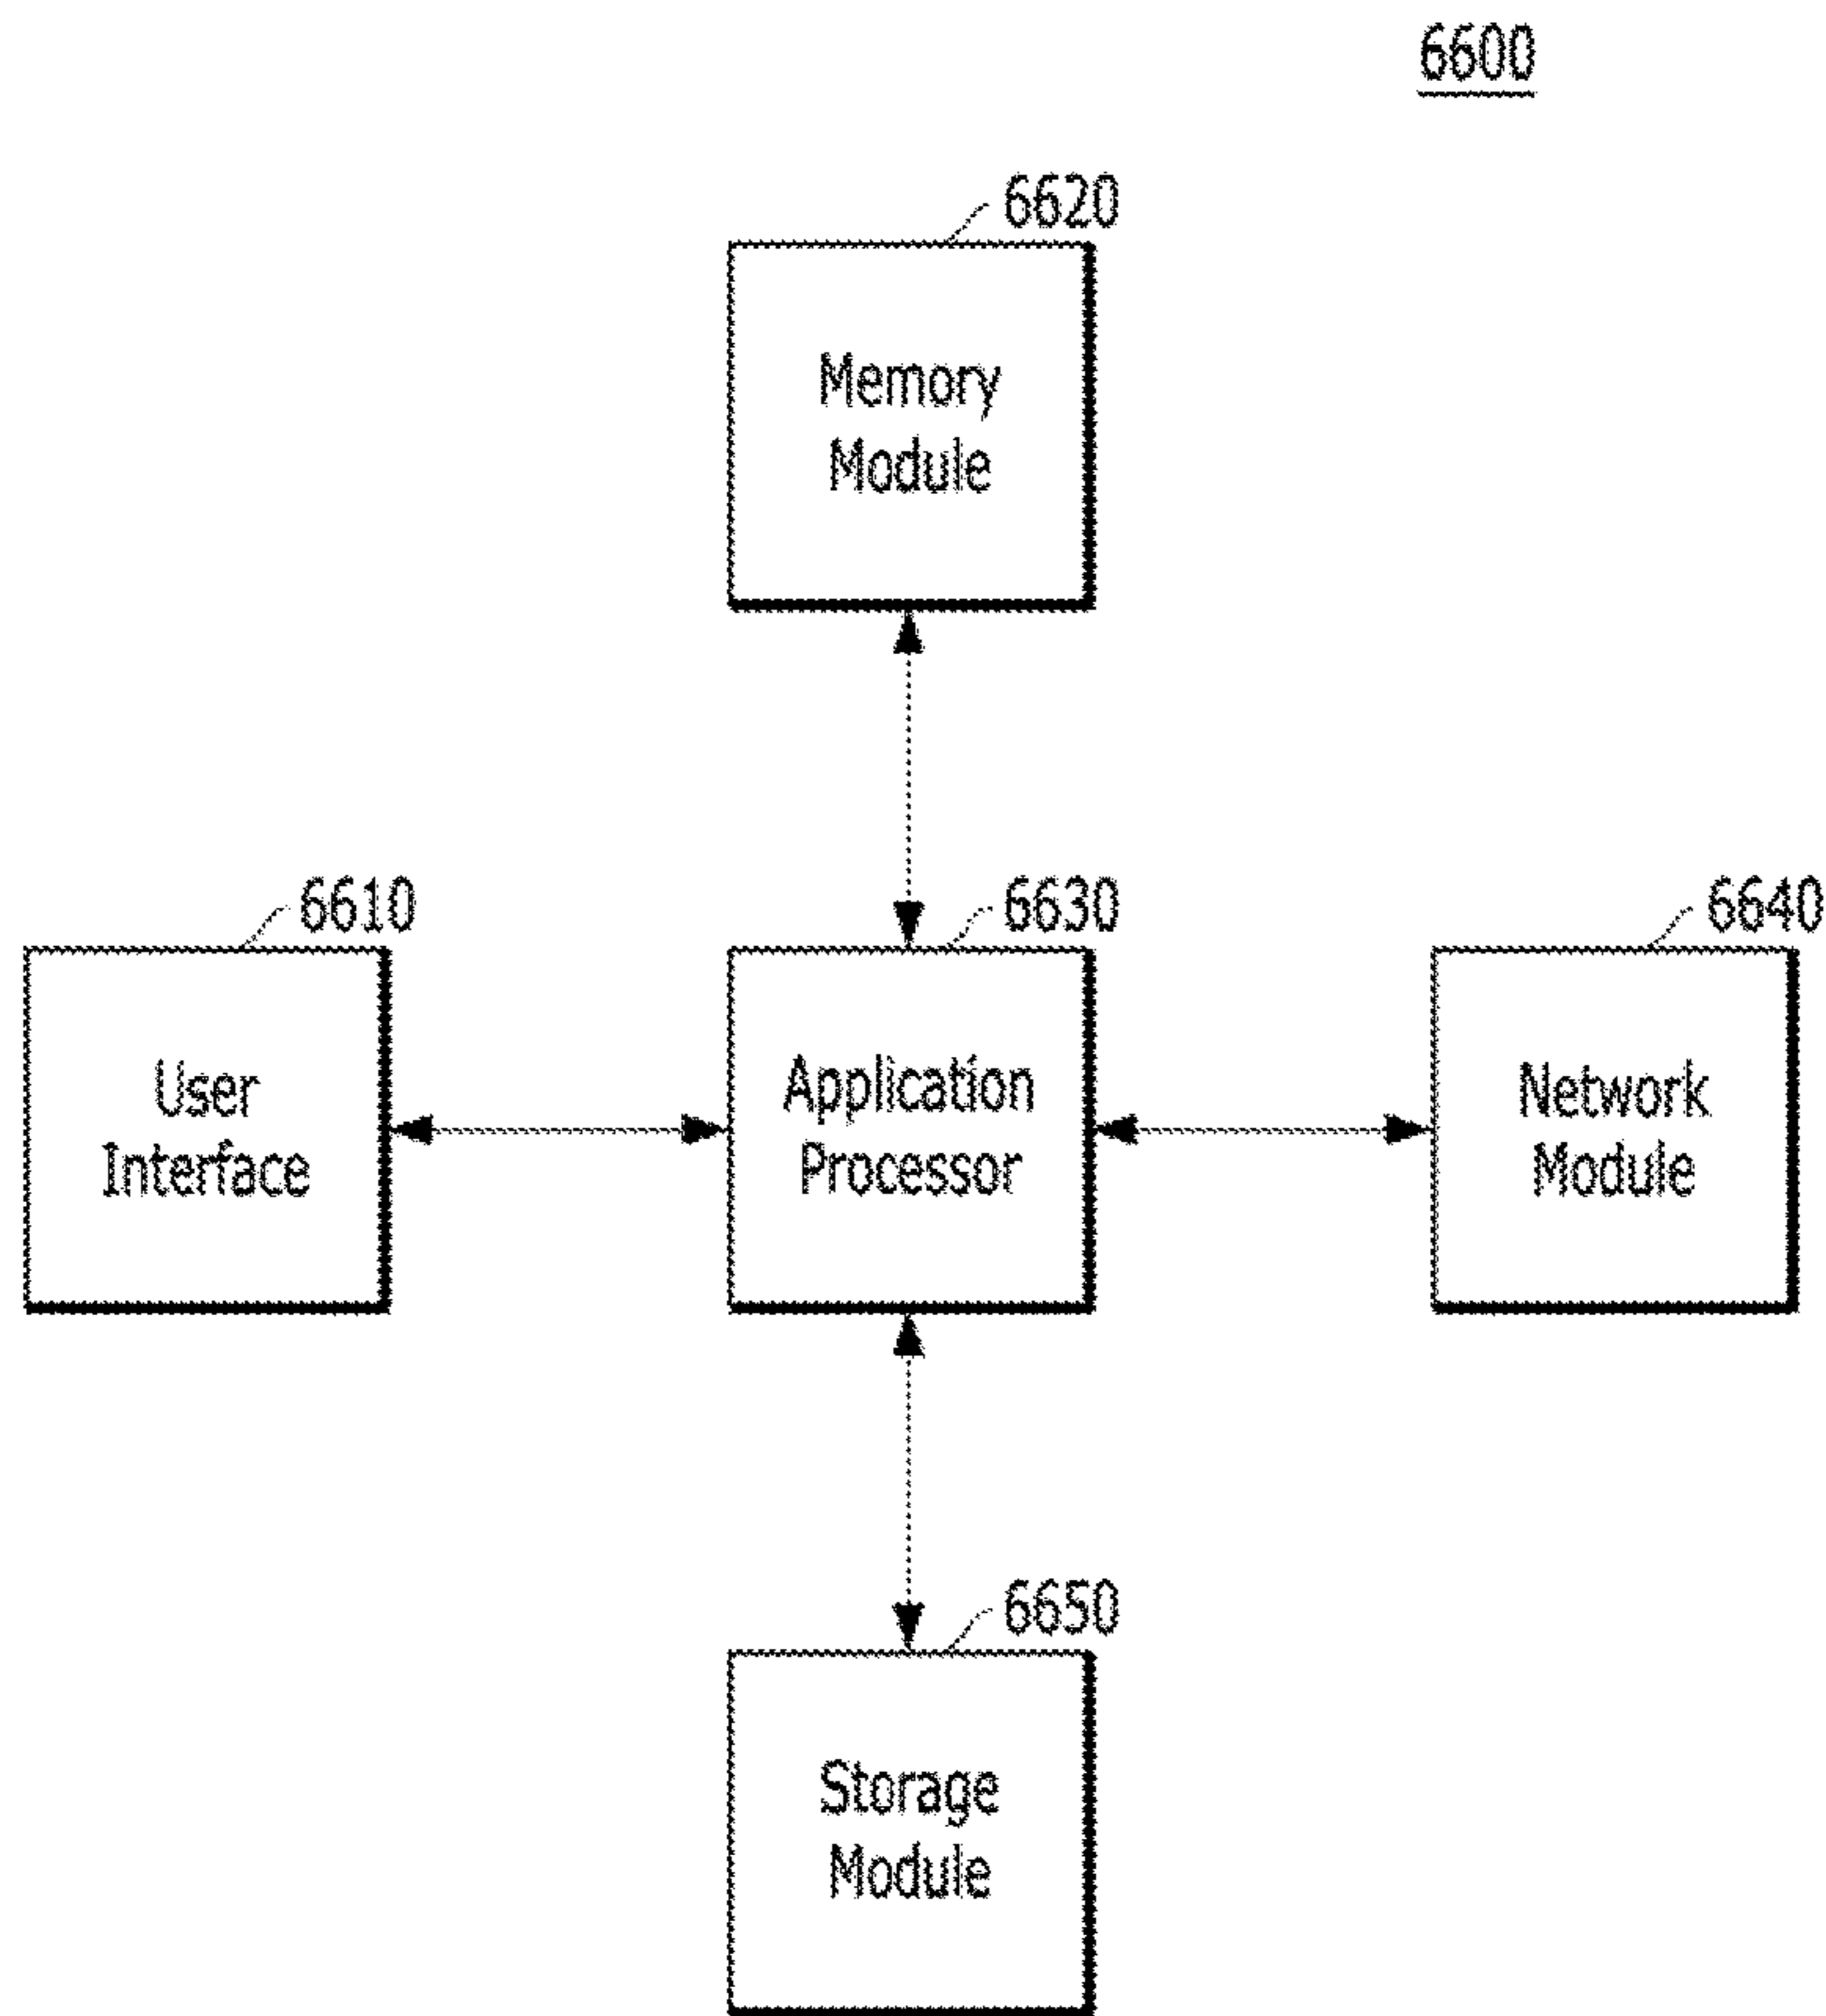 6600
6620
Memory
Module
6610
6630
6640
User
Interface
Application
Processor
Network
Module
6650
Storage
Module